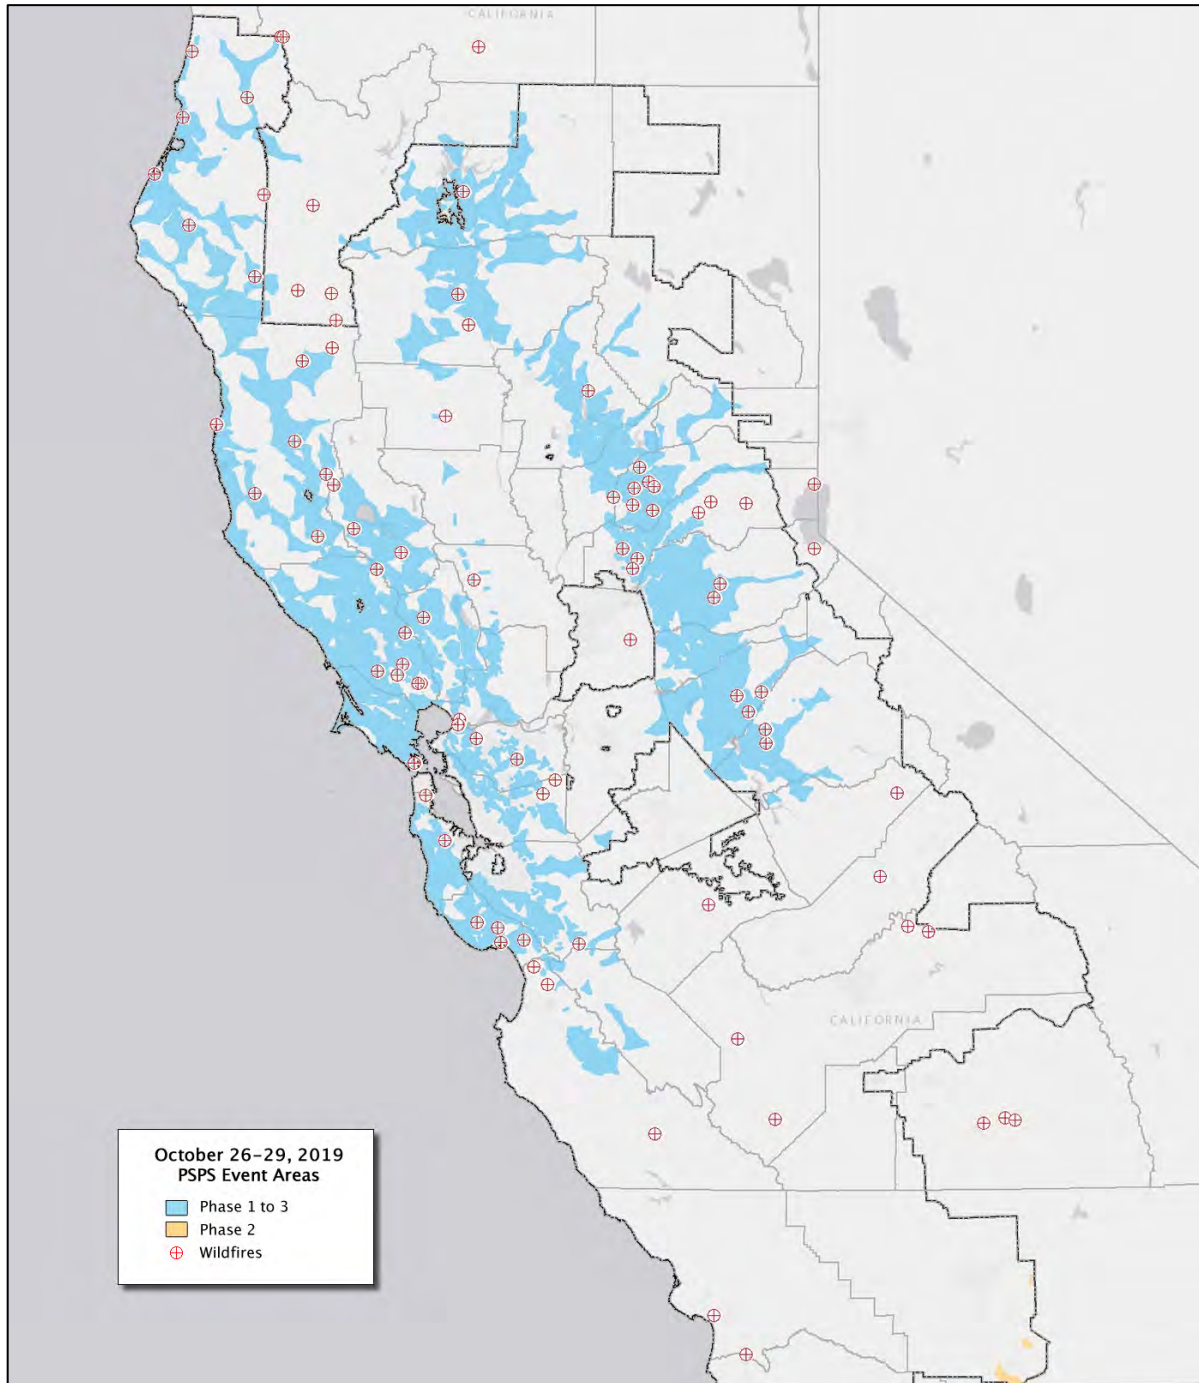 CALIFORNIA
CALIFORNIA
October 26-29, 2019
PSPS Event Areas
Phase 1 to 3
Phase 2
Wildfires